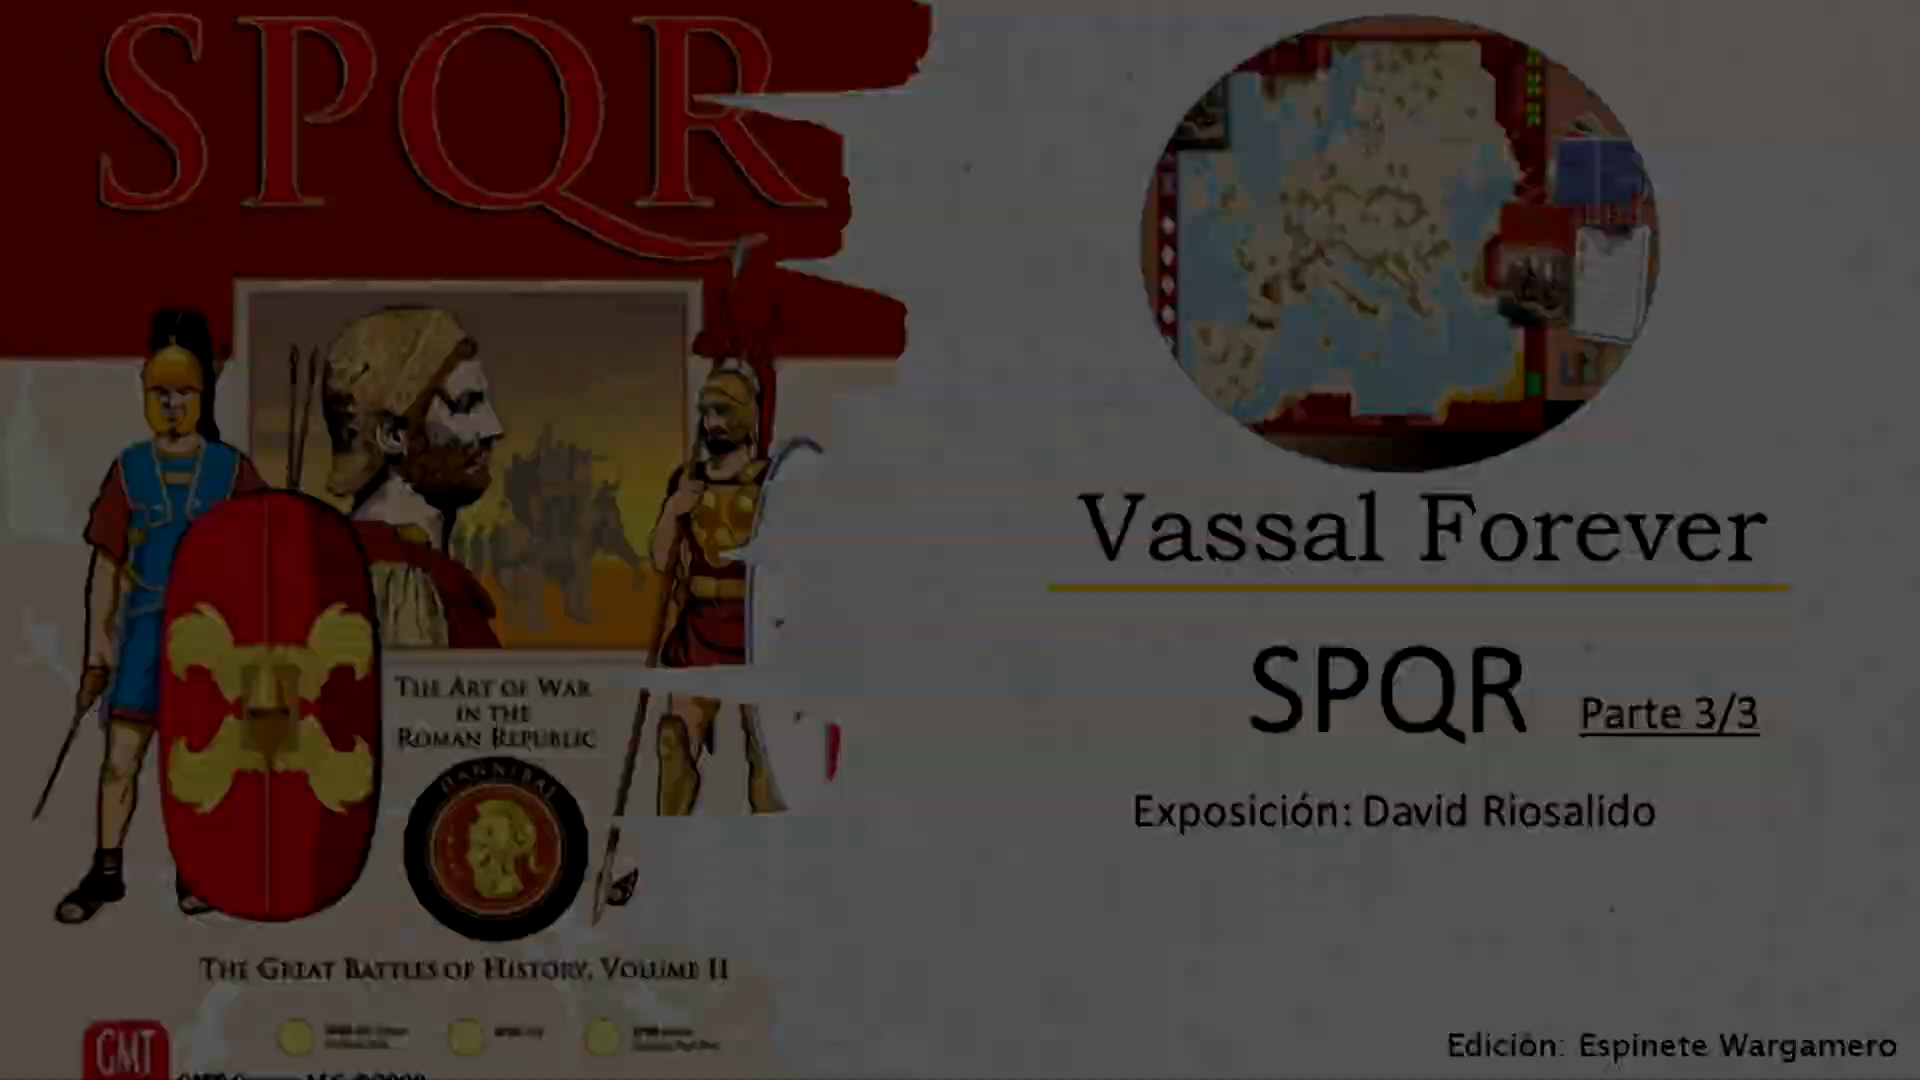 SPQR
THE ART OF WAR
IN THE
ROMAN REPUBLIC
HANNIBAL
THE GREAT BATTLES OF HISTORY, VOLUME II
GMT
Vassal Forever
SPQR Parte 3/3
Exposición: David Riosalido
Edición: Espinete Wargamero